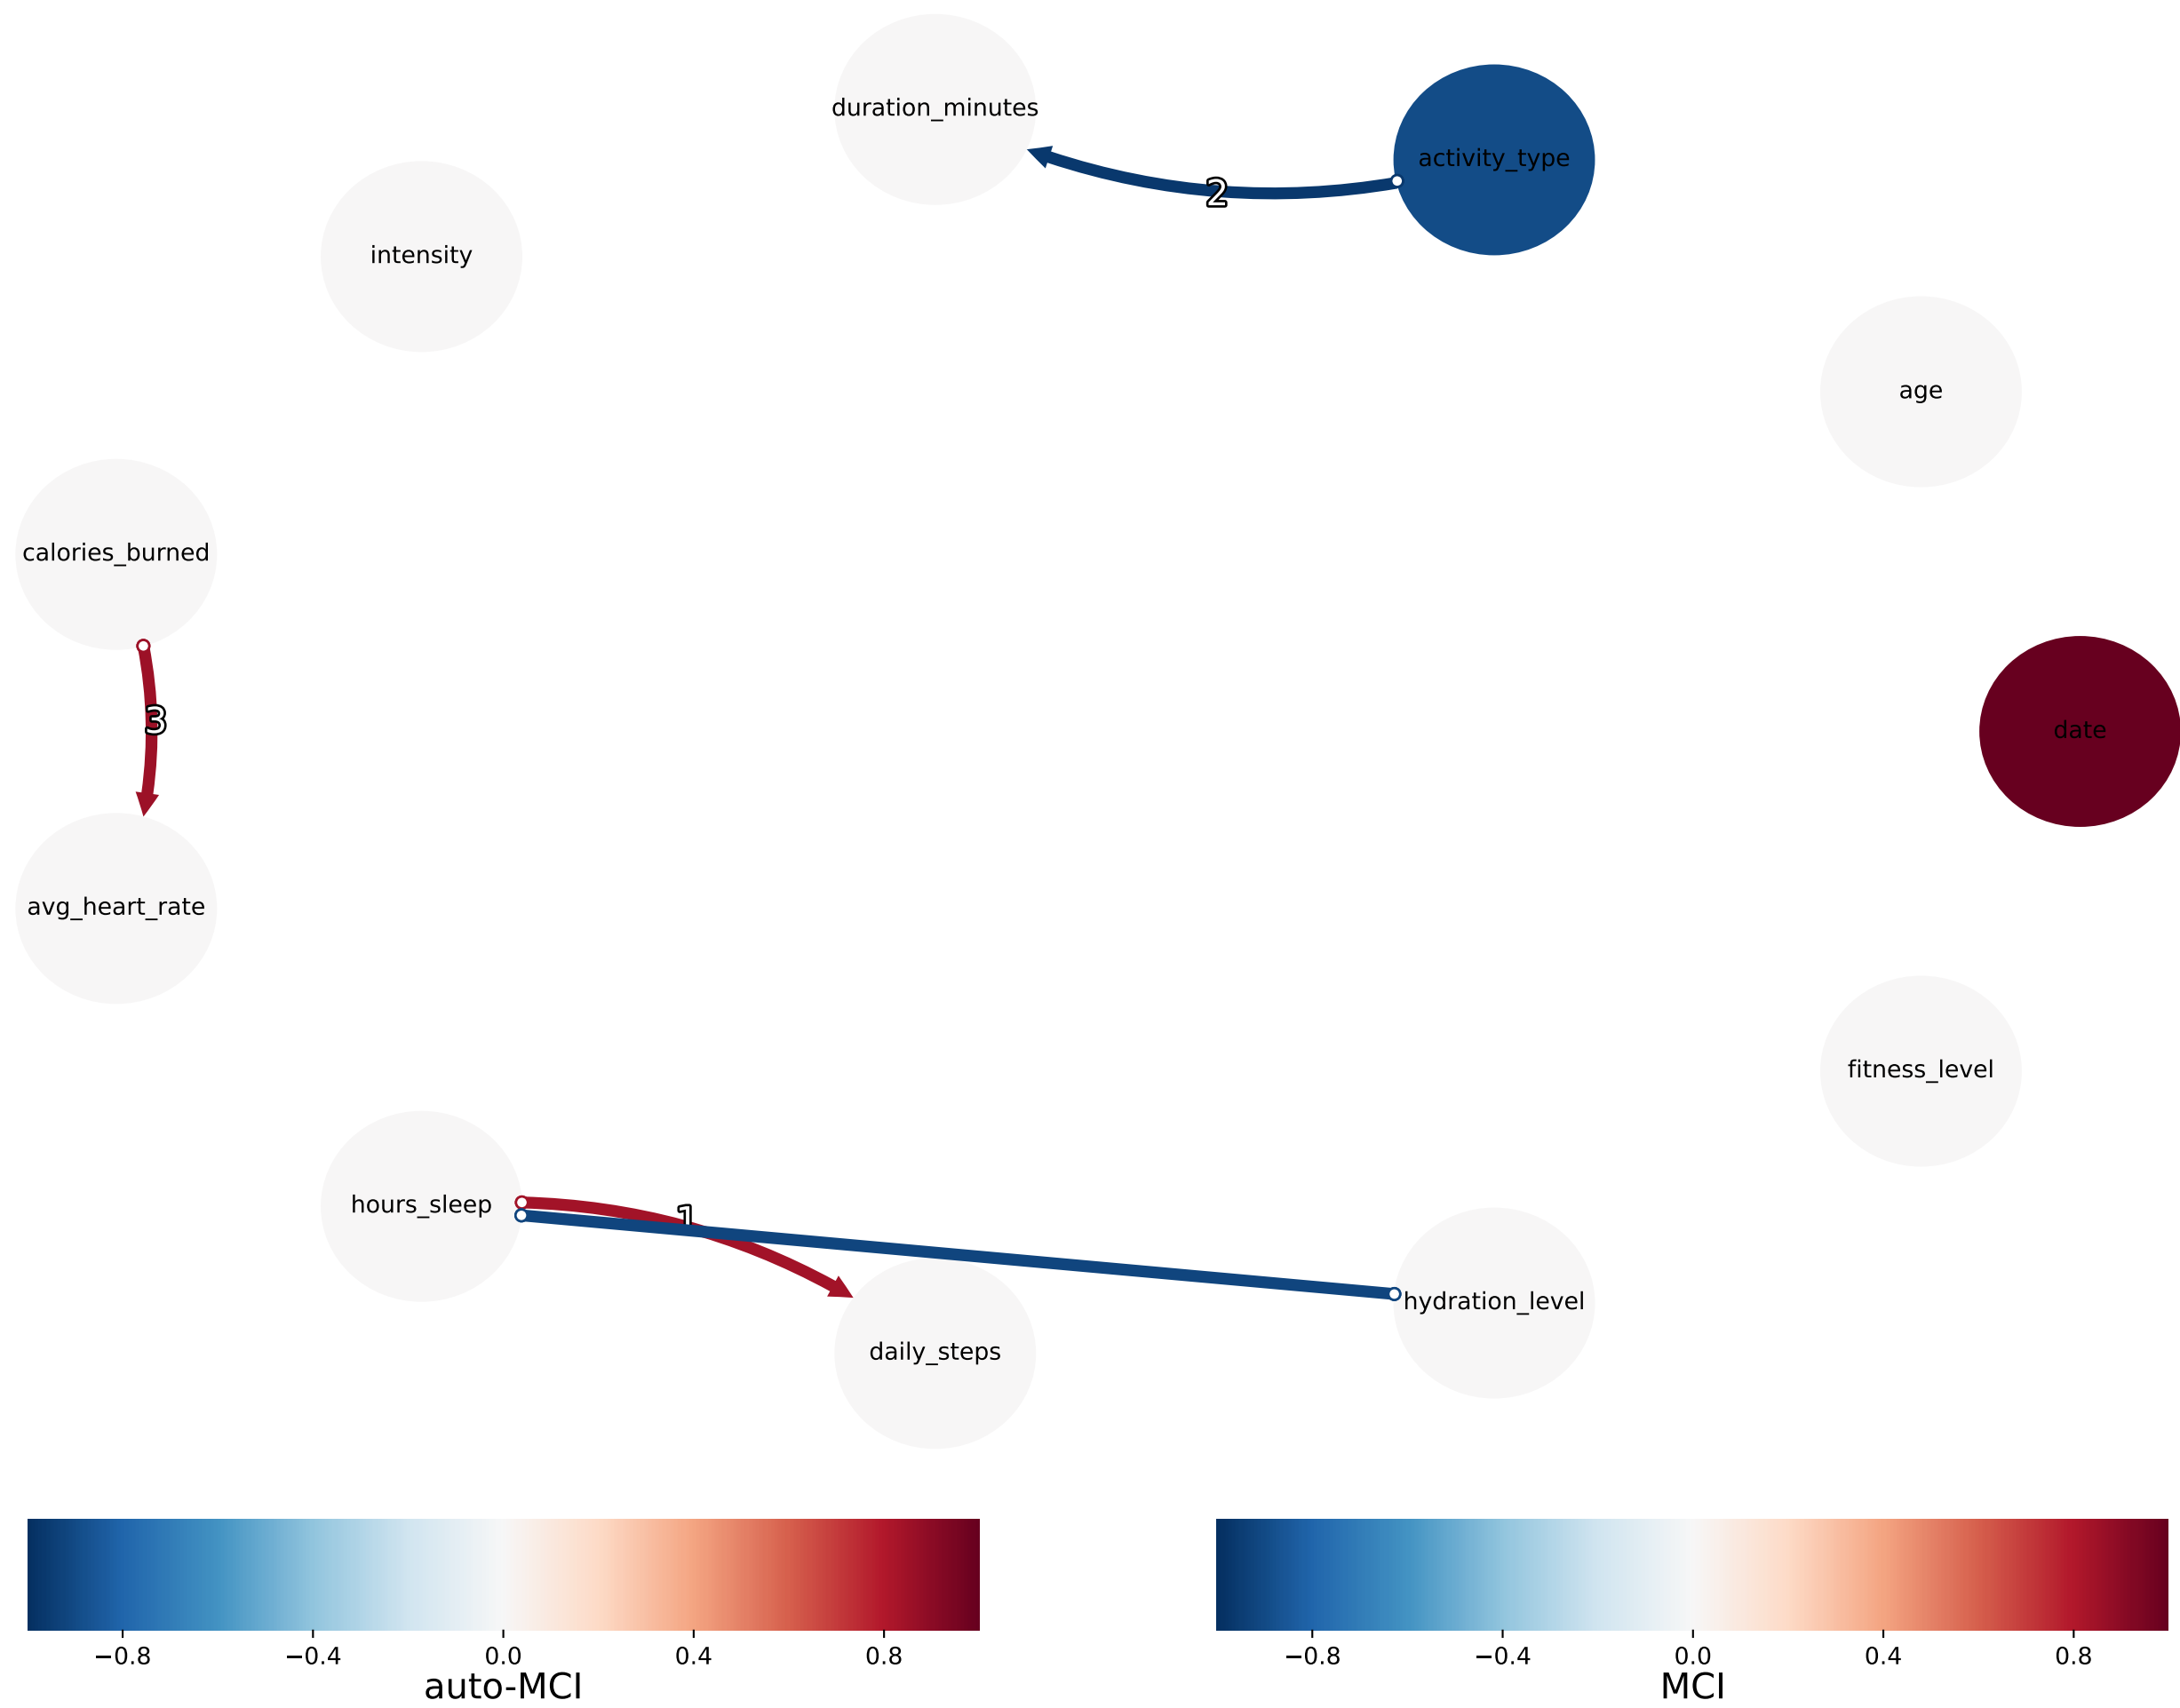 duration_minutes
activity_type
2
intensity
age
calories_burned
3
date
avg_heart_rate
fitness_level
hours_sleep
1
hydration_level
daily_steps
−0.8 −0.4 0.0 0.4 0.8
auto-MCI
−0.8 −0.4 0.0 0.4 0.8
MCI